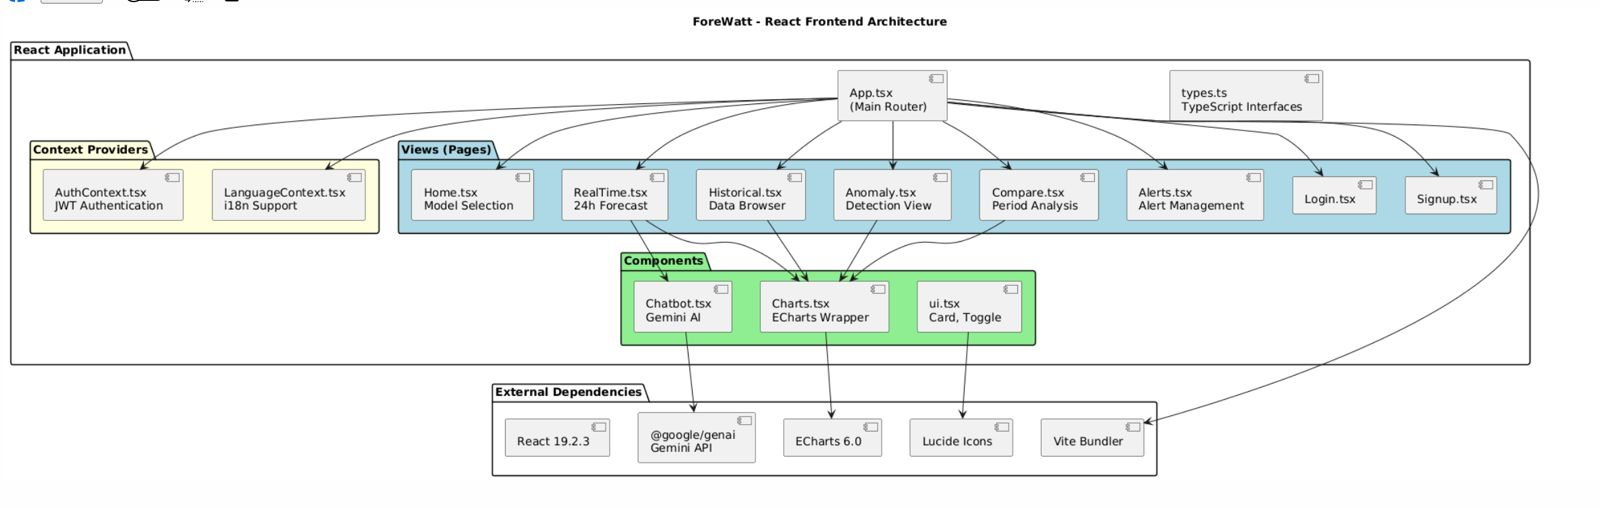 ForeWatt - React Frontend Architecture
React Application
App.tsx
(Main Router)
types.ts
TypeScript Interfaces
Context Providers
AuthContext.tsx
JWT Authentication
LanguageContext.tsx
i18n Support
Views (Pages)
Home.tsx
Model Selection
RealTime.tsx
24h Forecast
Historical.tsx
Data Browser
Anomaly.tsx
Detection View
Compare.tsx
Period Analysis
Alerts.tsx
Alert Management
Login.tsx
Signup.tsx
Components
Chatbot.tsx
Gemini AI
Charts.tsx
ECharts Wrapper
ui.tsx
Card, Toggle
External Dependencies
React 19.2.3
@google/genai
Gemini API
ECharts 6.0
Lucide Icons
Vite Bundler